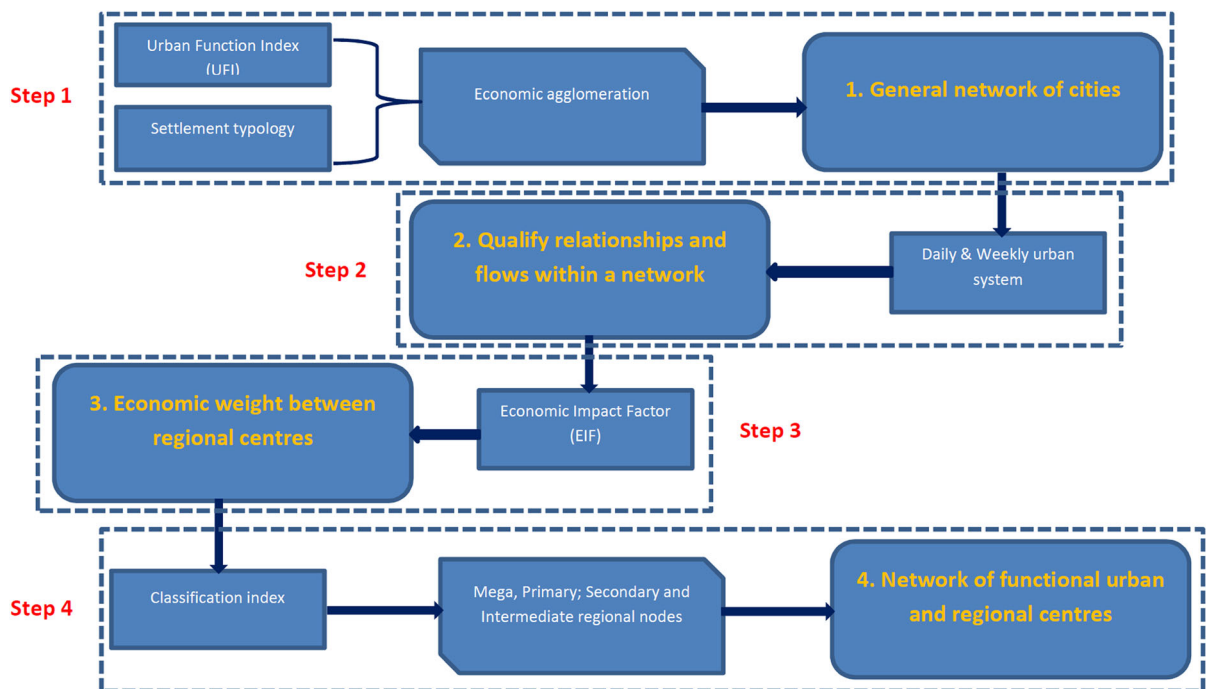 Step 1
Urban Function Index
(UFI)
Settlement typology
Economic agglomeration
1. General network of cities
Step 2
2. Qualify relationships and
flows within a network
Daily & Weekly urban
system
3. Economic weight between
regional centres
Economic Impact Factor
(EIF)
Step 3
Step 4
Classification index
Mega, Primary; Secondary and
Intermediate regional nodes
4. Network of functional urban
and regional centres